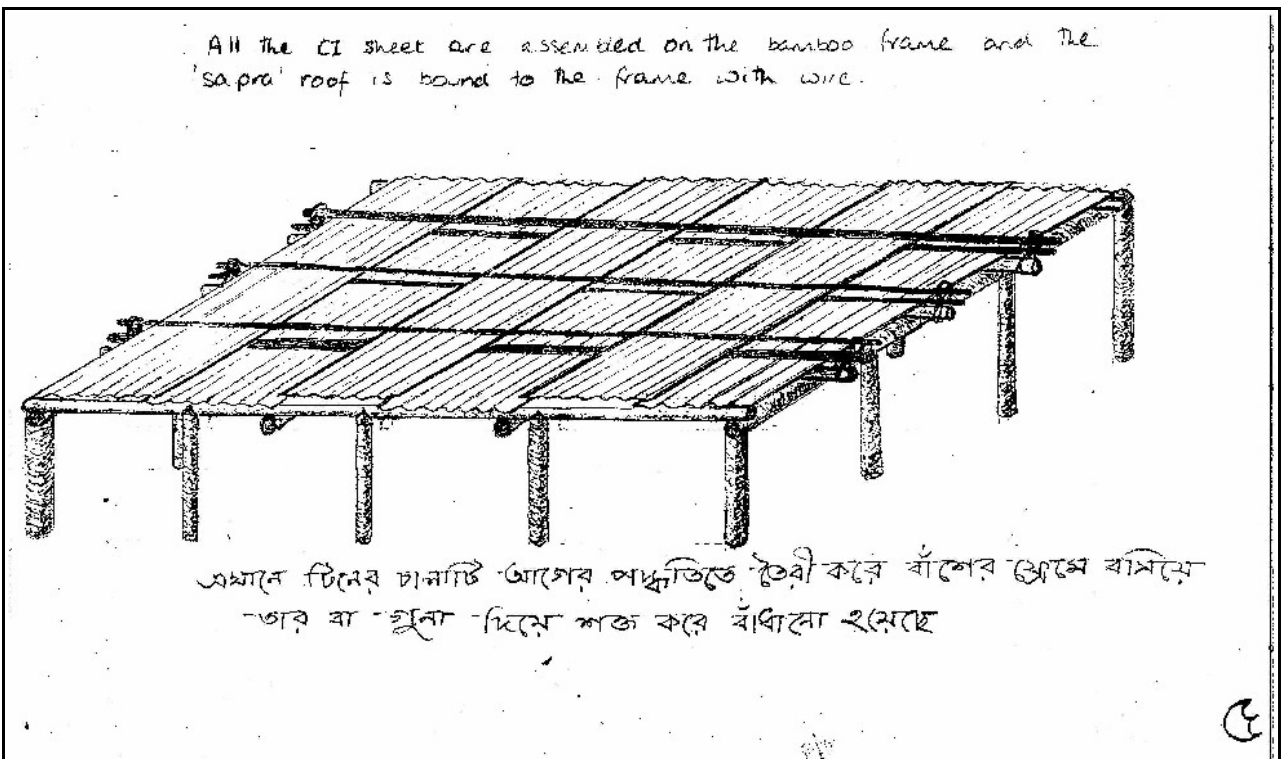 All the CI sheet are assembled on the bamboo frame and the
'sapra' roof is bound to the frame with wire.
এখানে টিনের চালাটি আগের পদ্ধতিতে তৈরী করে বাঁশের ফ্রেমে বসিয়ে
তার বা গুনা দিয়ে শক্ত করে বাঁধানো হয়েছে
৫